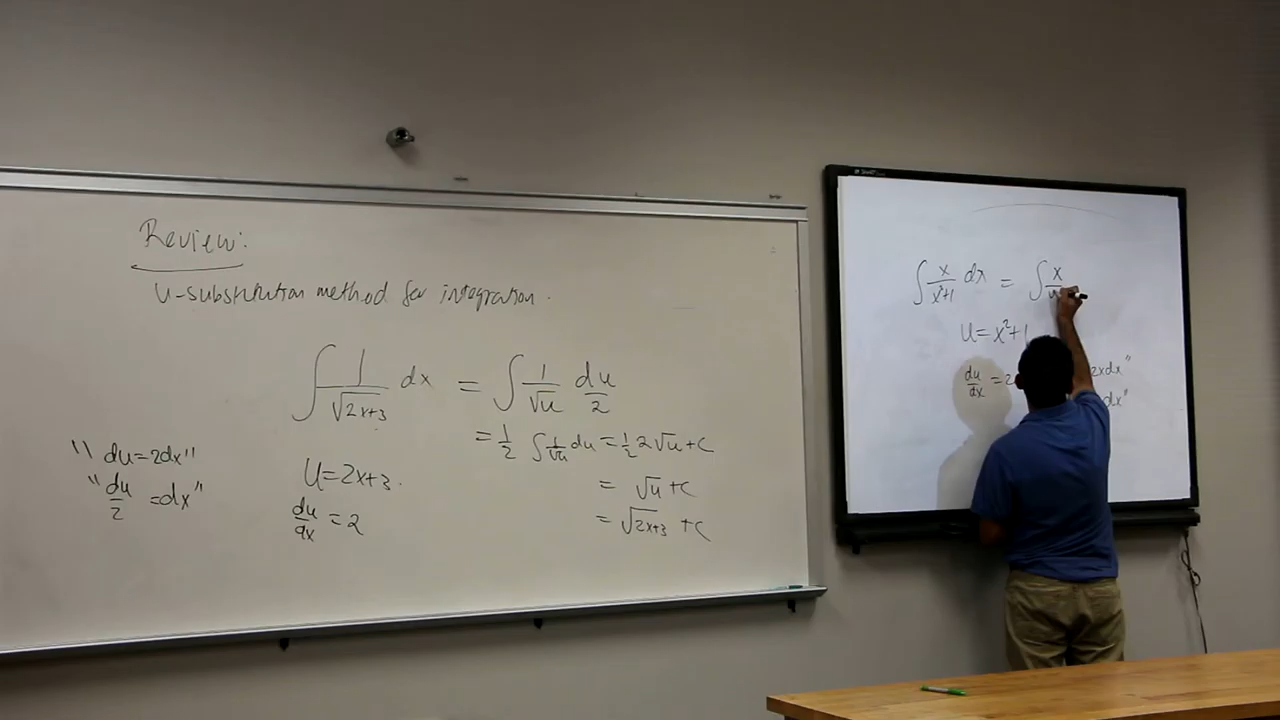 Review:
U-substitution method for integration.
∫ 1/√(2x+3) dx = ∫ 1/√u du/2
= 1/2 ∫ 1/√u du = 1/2 2√u + C
= √u + C
= √(2x+3) + C
"du = 2dx"
"du/2 = dx"
U = 2x+3.
du/dx = 2
∫ x/(x²+1) dx = ∫ x/u
U = x²+1
du/dx = 2
2xdx"
dx"